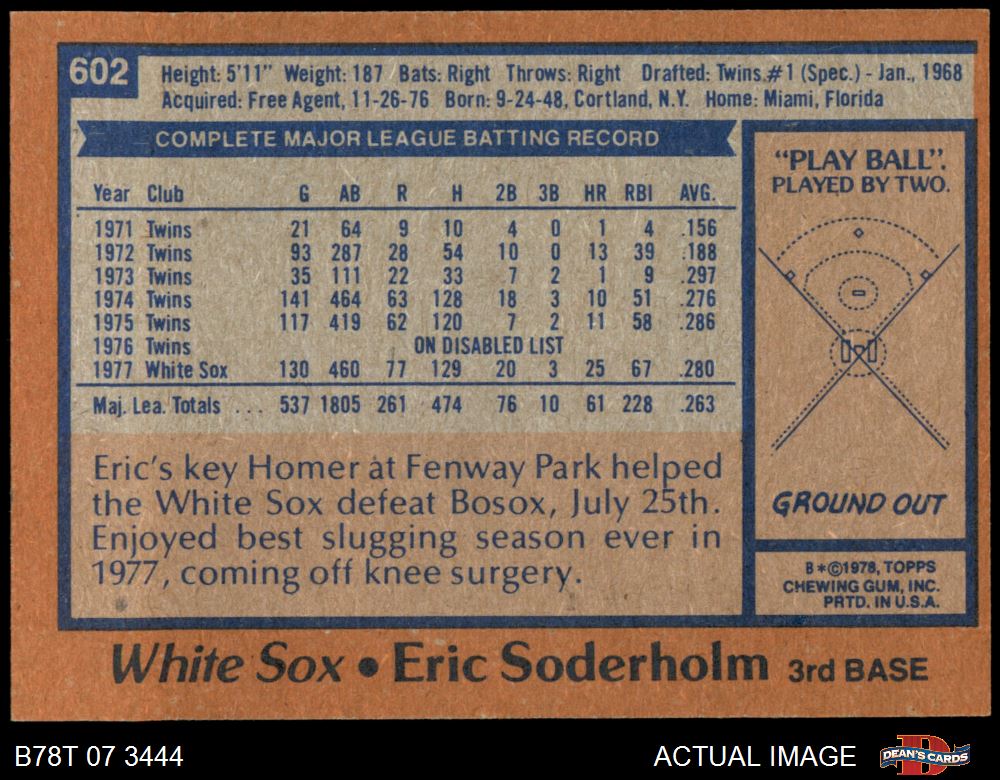 602
Height: 5'11" Weight: 187 Bats: Right Throws: Right Drafted: Twins #1 (Spec.) - Jan., 1968
Acquired: Free Agent, 11-26-76 Born: 9-24-48, Cortland, N.Y. Home: Miami, Florida
COMPLETE MAJOR LEAGUE BATTING RECORD
Year Club G AB R H 2B 3B HR RBI AVG.
1971 Twins 21 64 9 10 4 0 1 4 .156
1972 Twins 93 287 28 54 10 0 13 39 .188
1973 Twins 35 111 22 33 7 2 1 9 .297
1974 Twins 141 464 63 128 18 3 10 51 .276
1975 Twins 117 419 62 120 7 2 11 58 .286
1976 Twins ON DISABLED LIST
1977 White Sox 130 460 77 129 20 3 25 67 .280
Maj. Lea. Totals ... 537 1805 261 474 76 10 61 228 .263
Eric's key Homer at Fenway Park helped
the White Sox defeat Bosox, July 25th.
Enjoyed best slugging season ever in
1977, coming off knee surgery.
"PLAY BALL".
PLAYED BY TWO.
GROUND OUT
B*©1978, TOPPS
CHEWING GUM, INC.
PRTD. IN U.S.A.
White Sox • Eric Soderholm 3rd BASE
B78T 07 3444
ACTUAL IMAGE
DEAN'S CARDS